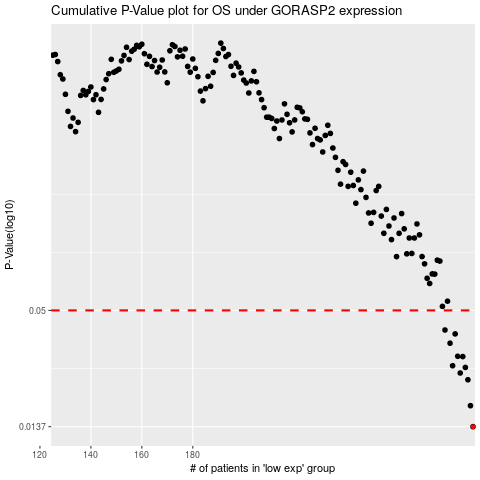 Cumulative P-Value plot for OS under GORASP2 expression
P-Value(log10)
0.05
0.0137
120 140 160 180
# of patients in 'low exp' group